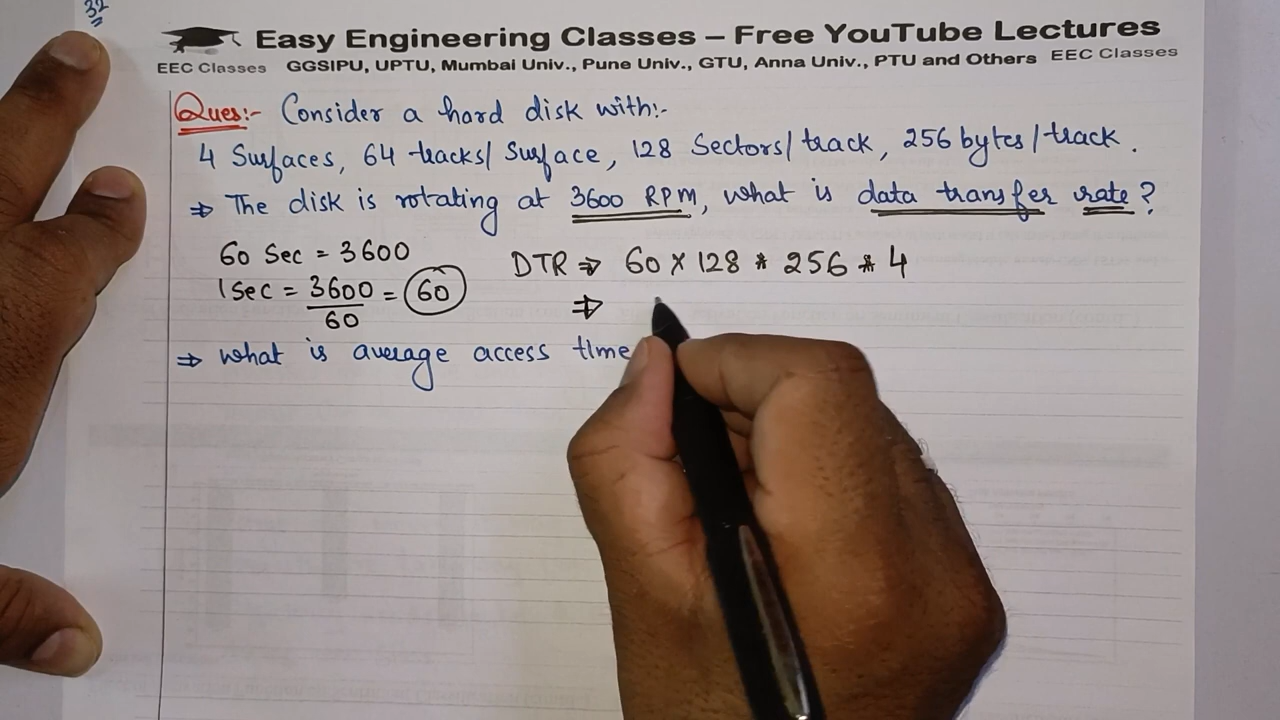 32
Easy Engineering Classes – Free YouTube Lectures
EEC Classes GGSIPU, UPTU, Mumbai Univ., Pune Univ., GTU, Anna Univ., PTU and Others EEC Classes
Ques:- Consider a hard disk with:-
4 Surfaces, 64 tracks/Surface, 128 Sectors/track, 256 bytes/track.
⇒ The disk is rotating at 3600 RPM, what is data transfer rate?
60 Sec = 3600
1 Sec = 3600/60 = 60
DTR ⇒ 60 × 128 * 256 * 4
⇒
⇒ what is average access time